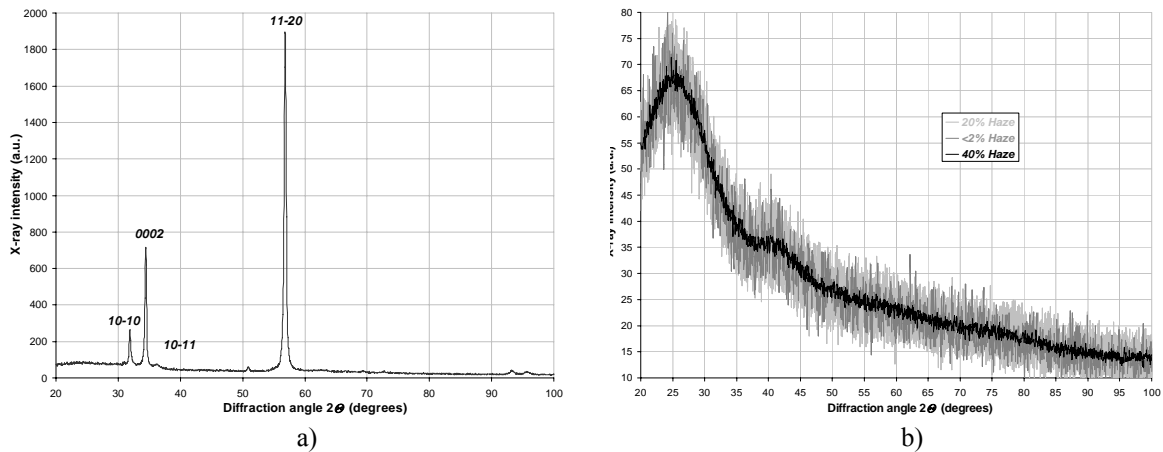 2000
1800
1600
1400
1200
1000
800
600
400
200
0
X-ray intensity (a.u.)
11-20
0002
10-10
10-11
20 30 40 50 60 70 80 90 100
Diffraction angle 2Θ (degrees)
a)
80
75
70
65
60
55
50
45
40
35
30
25
20
15
10
X-ray intensity (a.u.)
20% Haze
<2% Haze
40% Haze
20 25 30 35 40 45 50 55 60 65 70 75 80 85 90 95 100
Diffraction angle 2Θ (degrees)
b)